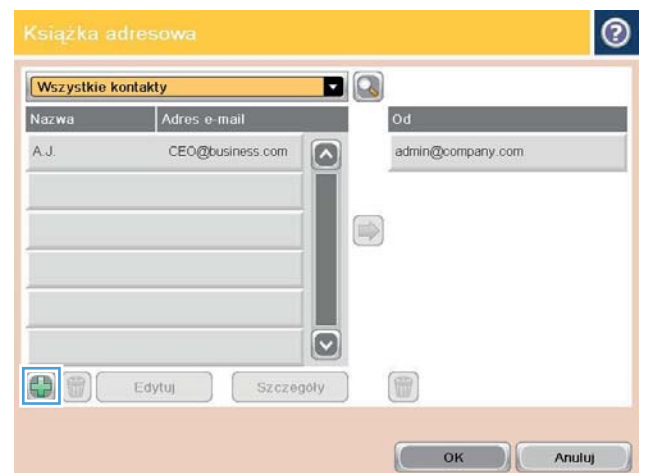 Książka adresowa
Wszystkie kontakty
Nazwa Adres e-mail Od
A.J. CEO@business.com admin@company.com
Edytuj Szczegóły
OK Anuluj